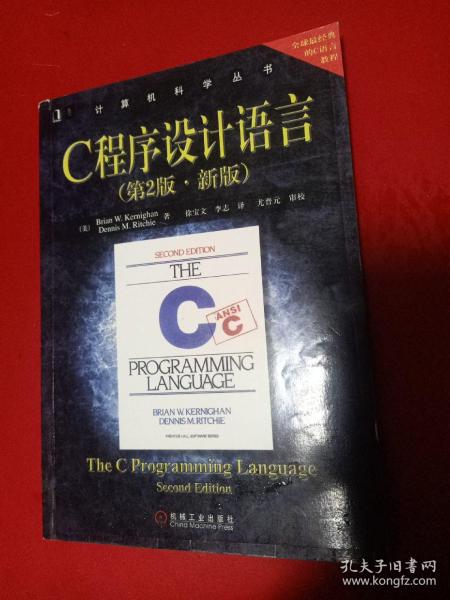 全球最经典
的C语言
教程
计算机科学丛书
C程序设计语言
(第2版·新版)
(美) Brian W. Kernighan
Dennis M. Ritchie 著 徐宝文 李志 译 尤晋元 审校
SECOND EDITION
THE
C
ANSI
C
PROGRAMMING
LANGUAGE
BRIAN W. KERNIGHAN
DENNIS M. RITCHIE
PRENTICE HALL SOFTWARE SERIES
The C Programming Language
Second Edition
机械工业出版社
China Machine Press
孔夫子旧书网
www.kongfz.com